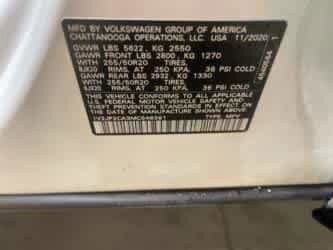 MFD BY VOLKSWAGEN GROUP OF AMERICA
CHATTANOOGA OPERATIONS, LLC. USA 11/2020 1
GVWR LBS 5622 . KG 2550
GAWR FRONT LBS 2800 . KG 1270
WITH 255/50R20 TIRES.
8JX20 RIMS. AT 250 KPA. 36 PSI COLD
GAWR REAR LBS 2932 . KG 1330
WITH 255/50R20 TIRES.
8JX20 RIMS. AT 250 KPA. 36 PSI COLD
THIS VEHICLE CONFORMS TO ALL APPLICABLE U.S.
FEDERAL MOTOR VEHICLE SAFETY, BUMPER, AND
THEFT PREVENTION STANDARDS IN EFFECT ON THE
DATE OF MANUFACTURE SHOWN ABOVE.
TYPE: MPV